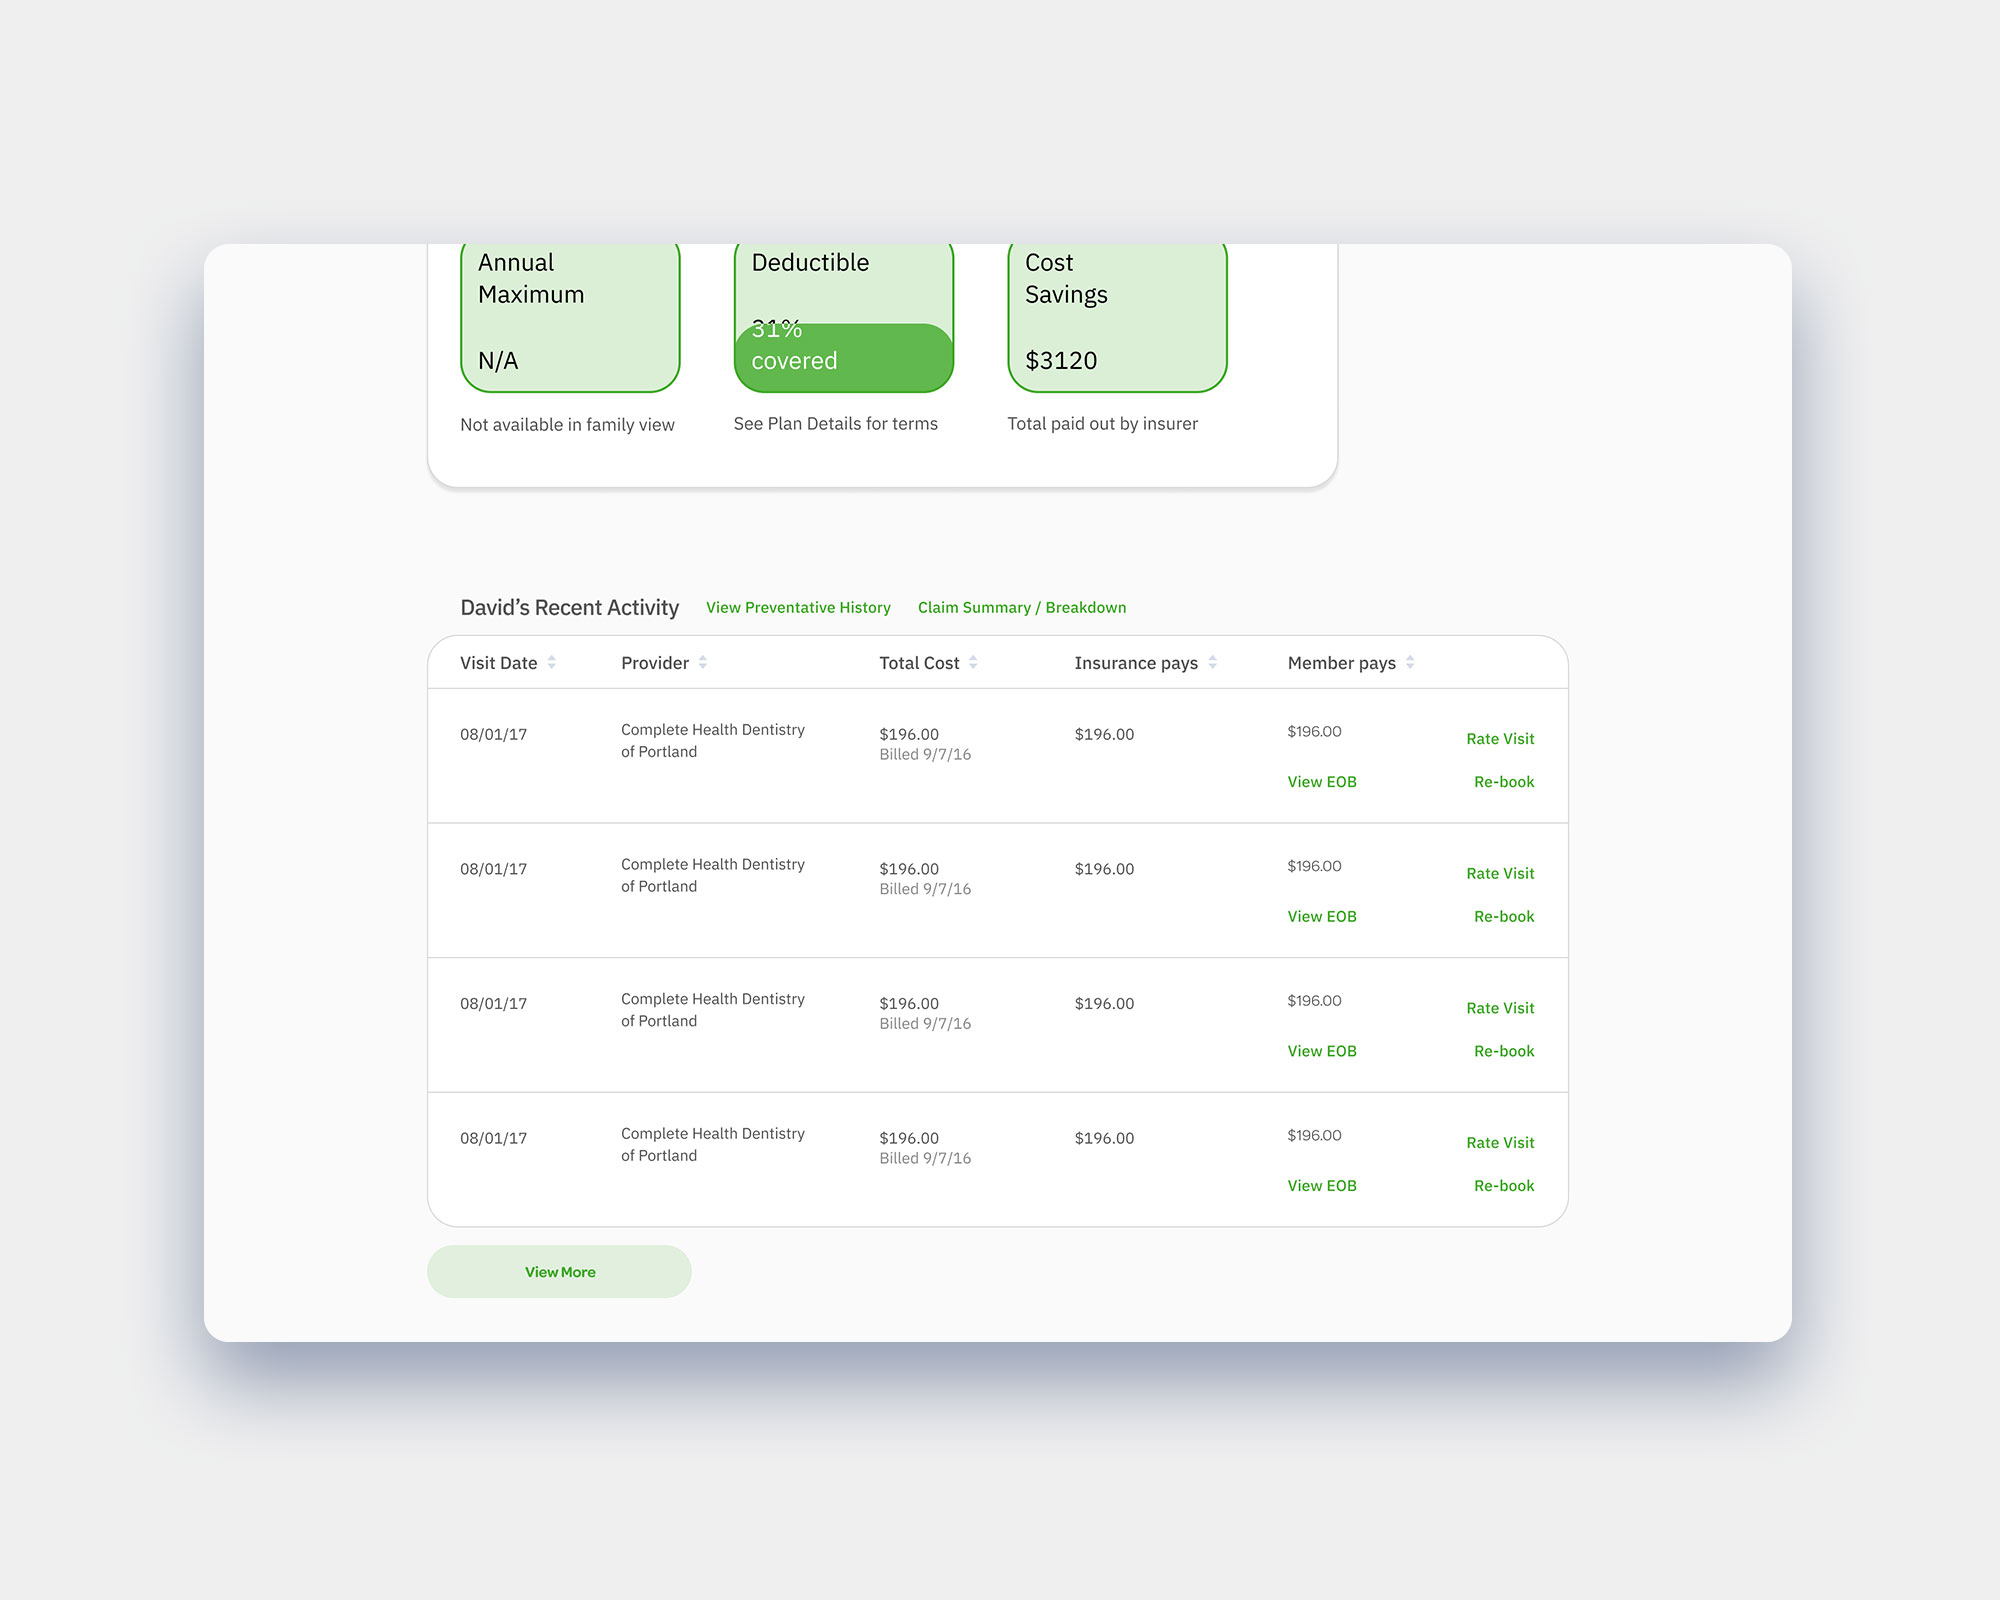 Annual
Maximum
N/A
Not available in family view
Deductible
31%
covered
See Plan Details for terms
Cost
Savings
$3120
Total paid out by insurer
David’s Recent Activity View Preventative History Claim Summary / Breakdown
Visit Date Provider Total Cost Insurance pays Member pays
08/01/17 Complete Health Dentistry $196.00 $196.00 $196.00 Rate Visit
of Portland Billed 9/7/16
View EOB Re-book
08/01/17 Complete Health Dentistry $196.00 $196.00 $196.00 Rate Visit
of Portland Billed 9/7/16
View EOB Re-book
08/01/17 Complete Health Dentistry $196.00 $196.00 $196.00 Rate Visit
of Portland Billed 9/7/16
View EOB Re-book
08/01/17 Complete Health Dentistry $196.00 $196.00 $196.00 Rate Visit
of Portland Billed 9/7/16
View EOB Re-book
View More